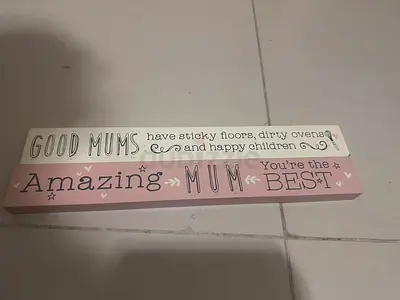 GOOD MUMS have sticky floors, dirty ovens
and happy children
Amazing MUM You're the
BEST